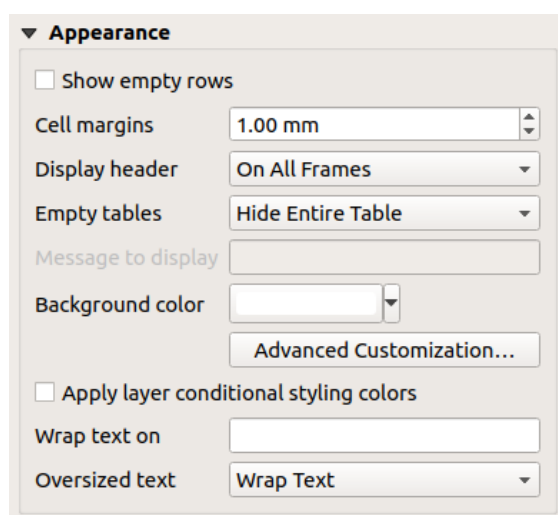 Appearance
Show empty rows
Cell margins 1.00 mm
Display header On All Frames
Empty tables Hide Entire Table
Message to display
Background color
Advanced Customization…
Apply layer conditional styling colors
Wrap text on
Oversized text Wrap Text